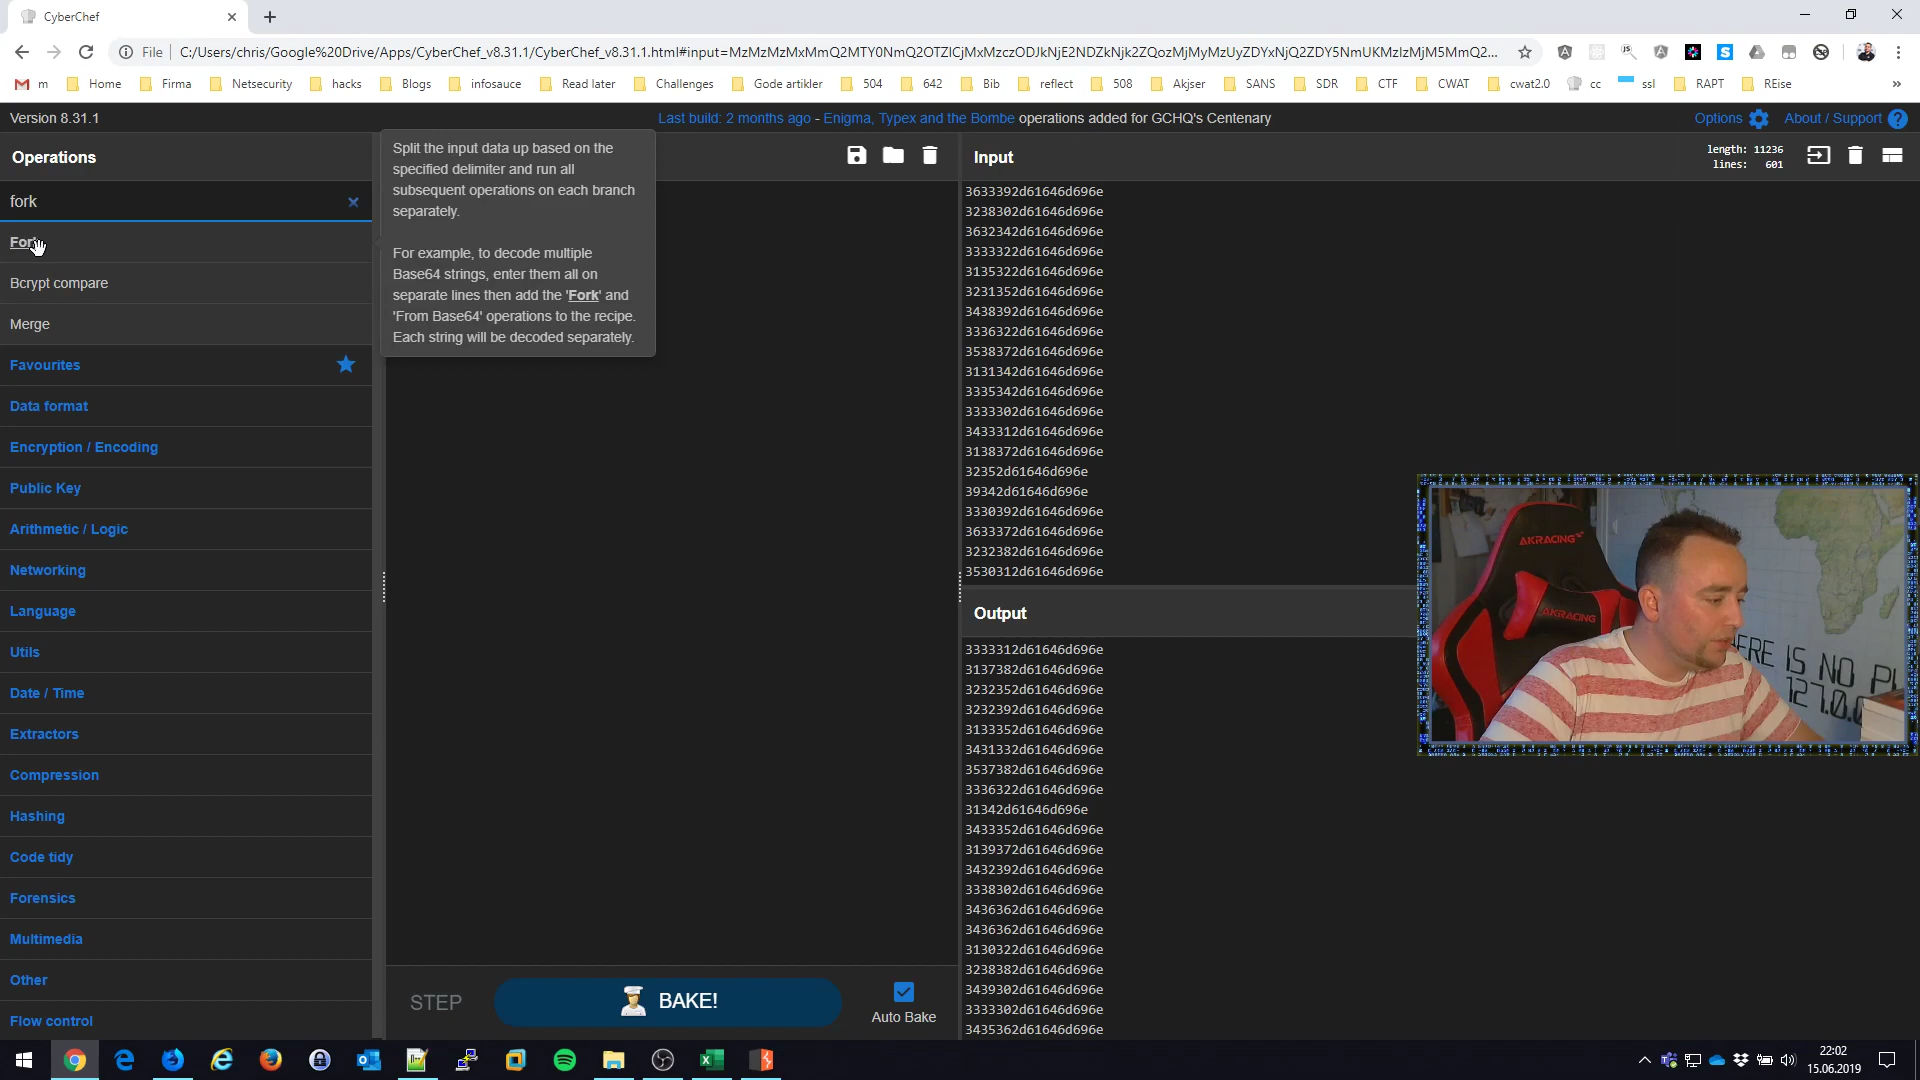 CyberChef
File
C:/Users/chris/Google%20Drive/Apps/CyberChef_v8.31.1/CyberChef_v8.31.1.html#input=MzMzMzMxMmQ2MTY0NmQ2OTZlCjMxMzczODJkNjE2NDZkNjk2ZQozMjMyMzUyZDYxNjQ2ZDY5NmUKMzIzMjM5MmQ2...
m
Home
Firma
Netsecurity
hacks
Blogs
infosauce
Read later
Challenges
Gode artikler
504
642
Bib
reflect
508
Akjser
SANS
SDR
CTF
CWAT
cwat2.0
cc
ssl
RAPT
REise
»
Version 8.31.1
Last build: 2 months ago - Enigma, Typex and the Bombe operations added for GCHQ's Centenary
Options
About / Support
Operations
fork
Fork
Bcrypt compare
Merge
Favourites
Data format
Encryption / Encoding
Public Key
Arithmetic / Logic
Networking
Language
Utils
Date / Time
Extractors
Compression
Hashing
Code tidy
Forensics
Multimedia
Other
Flow control
Split the input data up based on the
specified delimiter and run all
subsequent operations on each branch
separately.
For example, to decode multiple
Base64 strings, enter them all on
separate lines then add the 'Fork' and
'From Base64' operations to the recipe.
Each string will be decoded separately.
STEP
BAKE!
Auto Bake
Input
length: 11236
lines: 601
3633392d61646d696e
3238302d61646d696e
3632342d61646d696e
3333322d61646d696e
3135322d61646d696e
3231352d61646d696e
3438392d61646d696e
3336322d61646d696e
3538372d61646d696e
3131342d61646d696e
3335342d61646d696e
3333302d61646d696e
3433312d61646d696e
3138372d61646d696e
32352d61646d696e
39342d61646d696e
3330392d61646d696e
3633372d61646d696e
3232382d61646d696e
3530312d61646d696e
Output
3333312d61646d696e
3137382d61646d696e
3232352d61646d696e
3232392d61646d696e
3133352d61646d696e
3431332d61646d696e
3537382d61646d696e
3336322d61646d696e
31342d61646d696e
3433352d61646d696e
3139372d61646d696e
3432392d61646d696e
3338302d61646d696e
3436362d61646d696e
3436362d61646d696e
3130322d61646d696e
3238382d61646d696e
3439302d61646d696e
3333302d61646d696e
3435362d61646d696e
AKRACING
AKRACING
ERE IS NO PL
127.0.0
22:02
15.06.2019